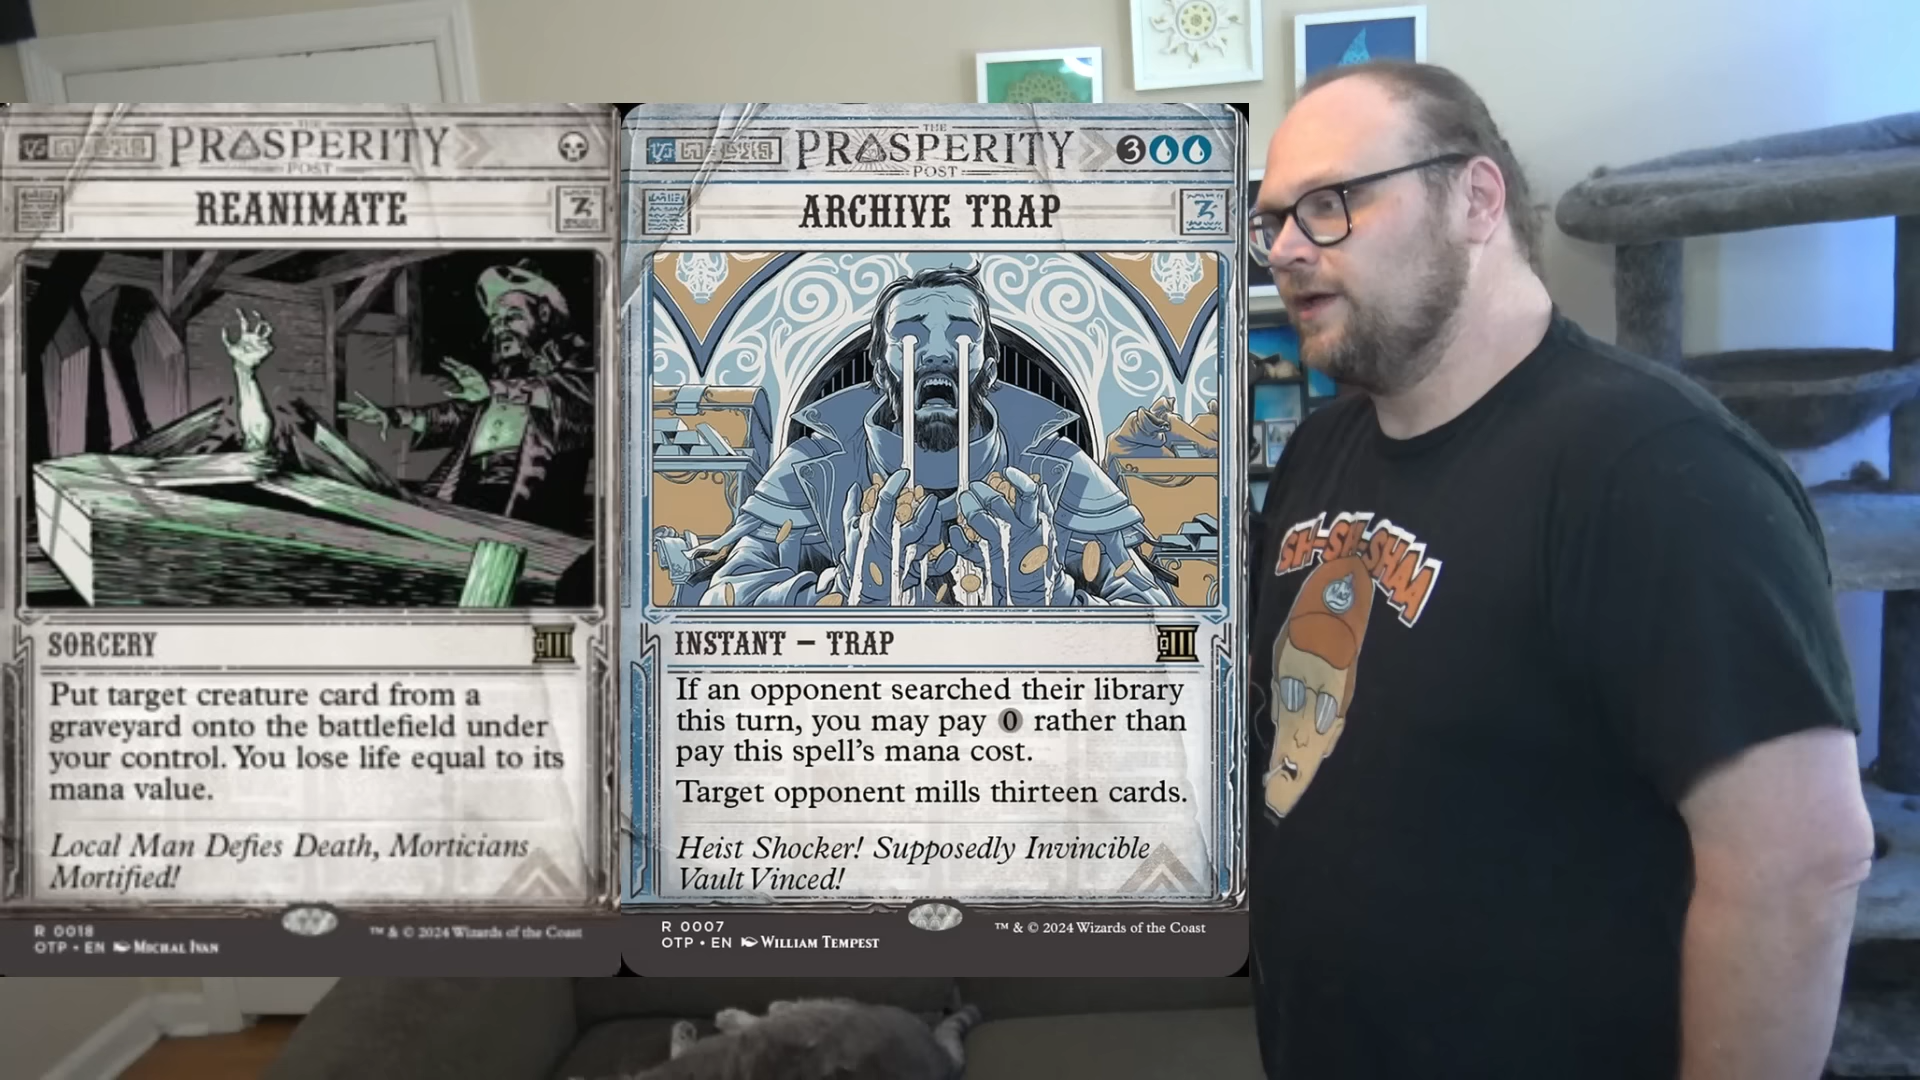 THE
PROSPERITY
POST
REANIMATE
SORCERY
Put target creature card from a
graveyard onto the battlefield under
your control. You lose life equal to its
mana value.
Local Man Defies Death, Morticians
Mortified!
R 0018
OTP • EN MICHAL IVAN
™ & © 2024 Wizards of the Coast
THE
PROSPERITY
POST
3
ARCHIVE TRAP
INSTANT – TRAP
If an opponent searched their library
this turn, you may pay 0 rather than
pay this spell's mana cost.
Target opponent mills thirteen cards.
Heist Shocker! Supposedly Invincible
Vault Vinced!
R 0007
OTP • EN WILLIAM TEMPEST
™ & © 2024 Wizards of the Coast
SH-SH-SHAA